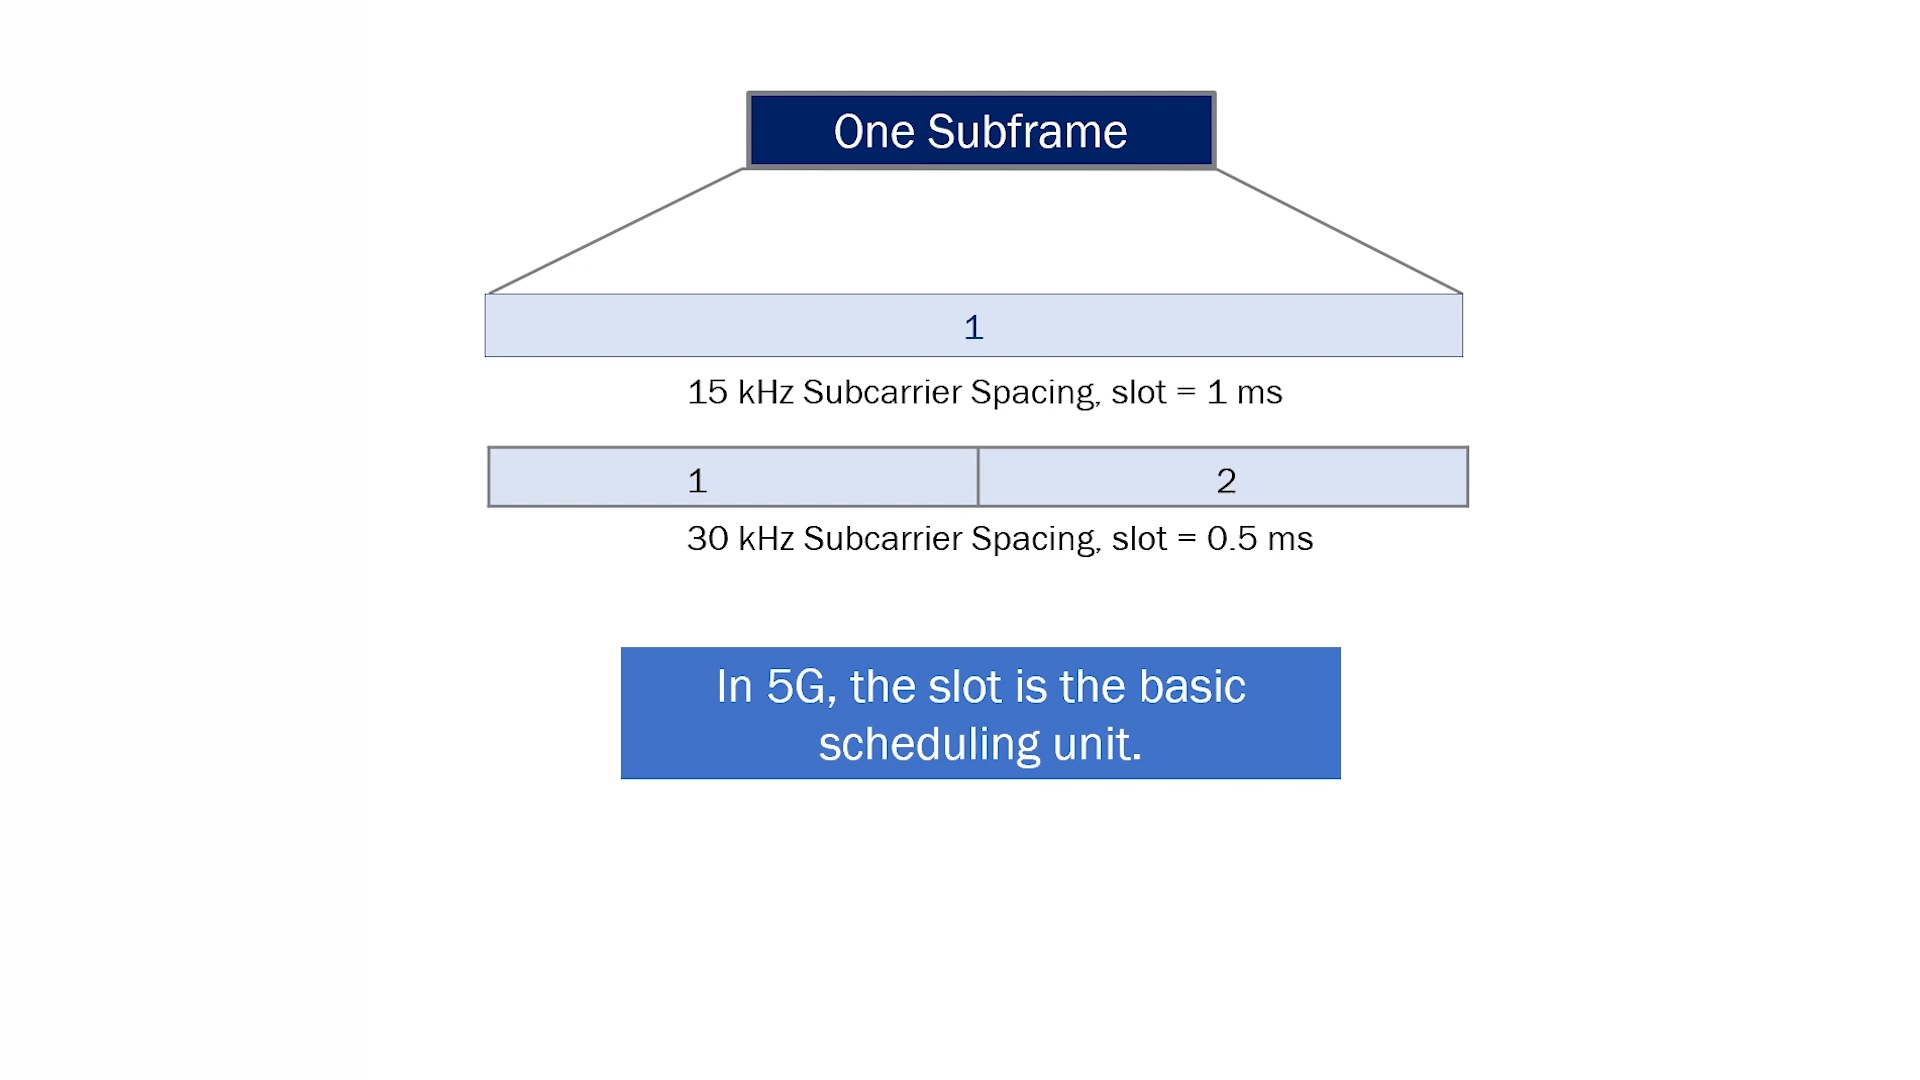 One Subframe
1
15 kHz Subcarrier Spacing, slot = 1 ms
1 2
30 kHz Subcarrier Spacing, slot = 0.5 ms
In 5G, the slot is the basic
scheduling unit.